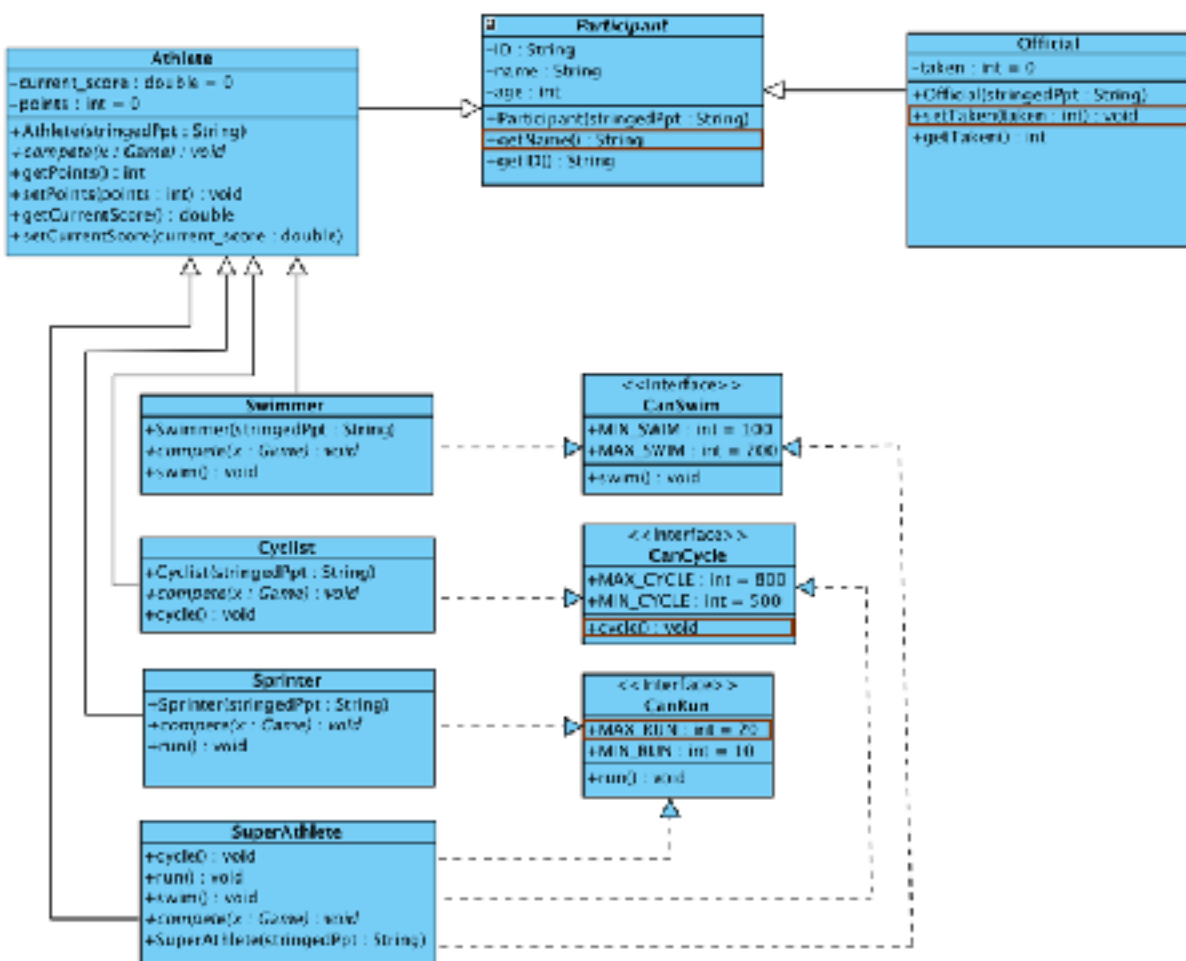 Participant
-ID : String
-name : String
-age : int
+Participant(stringedPpt : String)
+getName() : String
+getID() : String
Athlete
-current_score : double = 0
-points : int = 0
+Athlete(stringedPpt : String)
+compete(x : Game) : void
+getPoints() : int
+setPoints(points : int) : void
+getCurrentScore() : double
+setCurrentScore(current_score : double)
Official
-taken : int = 0
+Official(stringedPpt : String)
+setTaken(taken : int) : void
+getTaken() : int
Swimmer
+Swimmer(stringedPpt : String)
+compete(x : Game) : void
+swim() : void
<<Interface>>
CanSwim
+MIN_SWIM : int = 100
+MAX_SWIM : int = 200
+swim() : void
Cyclist
+Cyclist(stringedPpt : String)
+compete(x : Game) : void
+cycle() : void
<<Interface>>
CanCycle
+MAX_CYCLE : int = 800
+MIN_CYCLE : int = 500
+cycle() : void
Sprinter
+Sprinter(stringedPpt : String)
+compete(x : Game) : void
+run() : void
<<Interface>>
CanRun
+MAX_RUN : int = 20
+MIN_RUN : int = 10
+run() : void
SuperAthlete
+cycle() : void
+run() : void
+swim() : void
+compete(x : Game) : void
+SuperAthlete(stringedPpt : String)